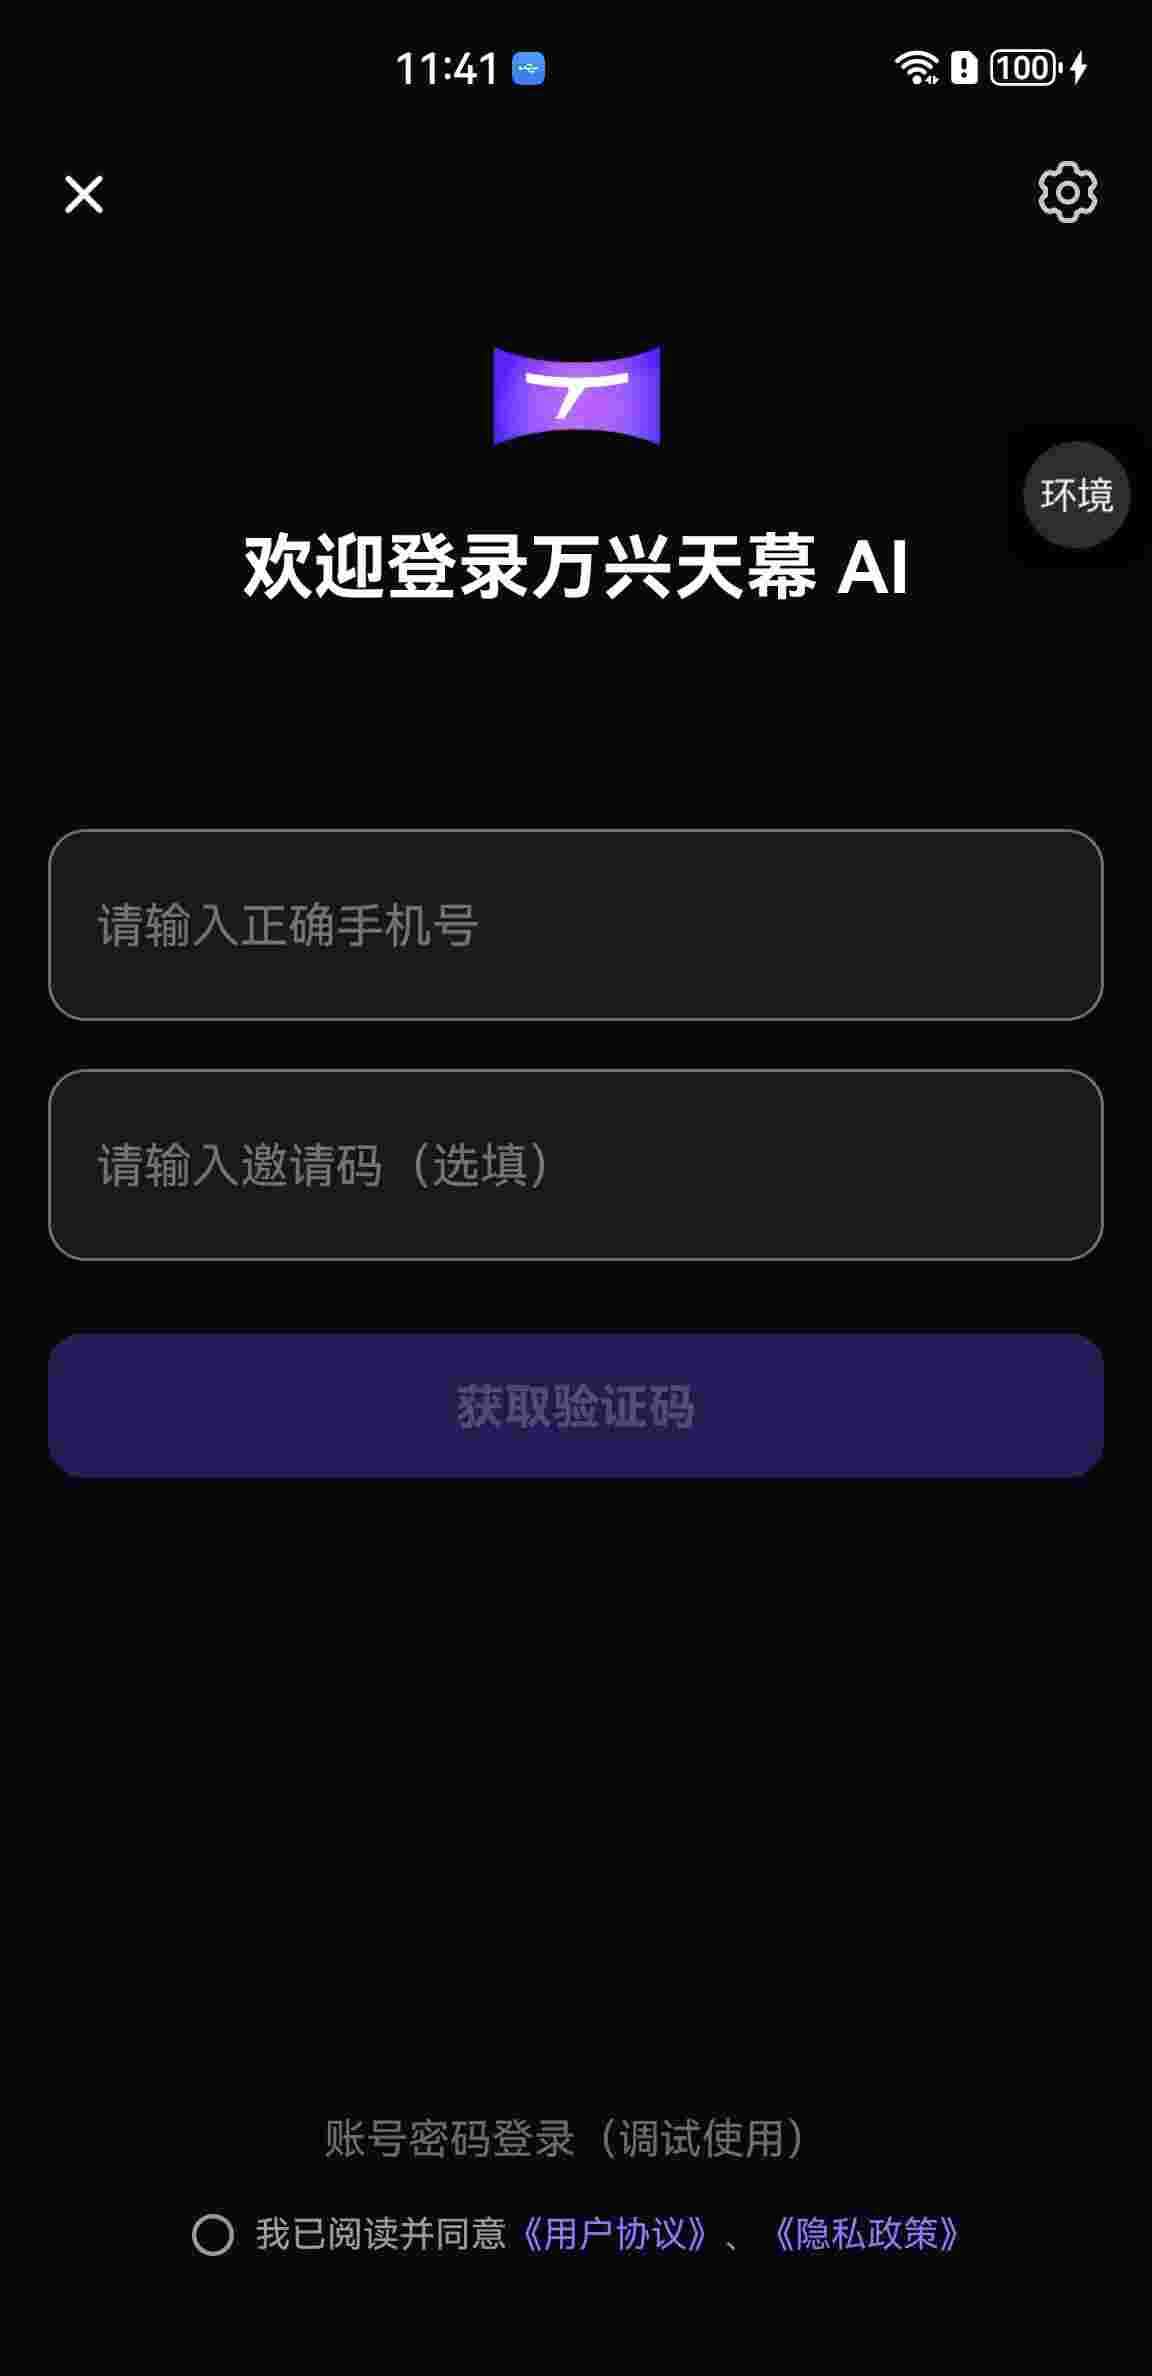 11:41
100
环境
欢迎登录万兴天幕 AI
请输入正确手机号
请输入邀请码（选填）
获取验证码
账号密码登录（调试使用）
我已阅读并同意《用户协议》、《隐私政策》